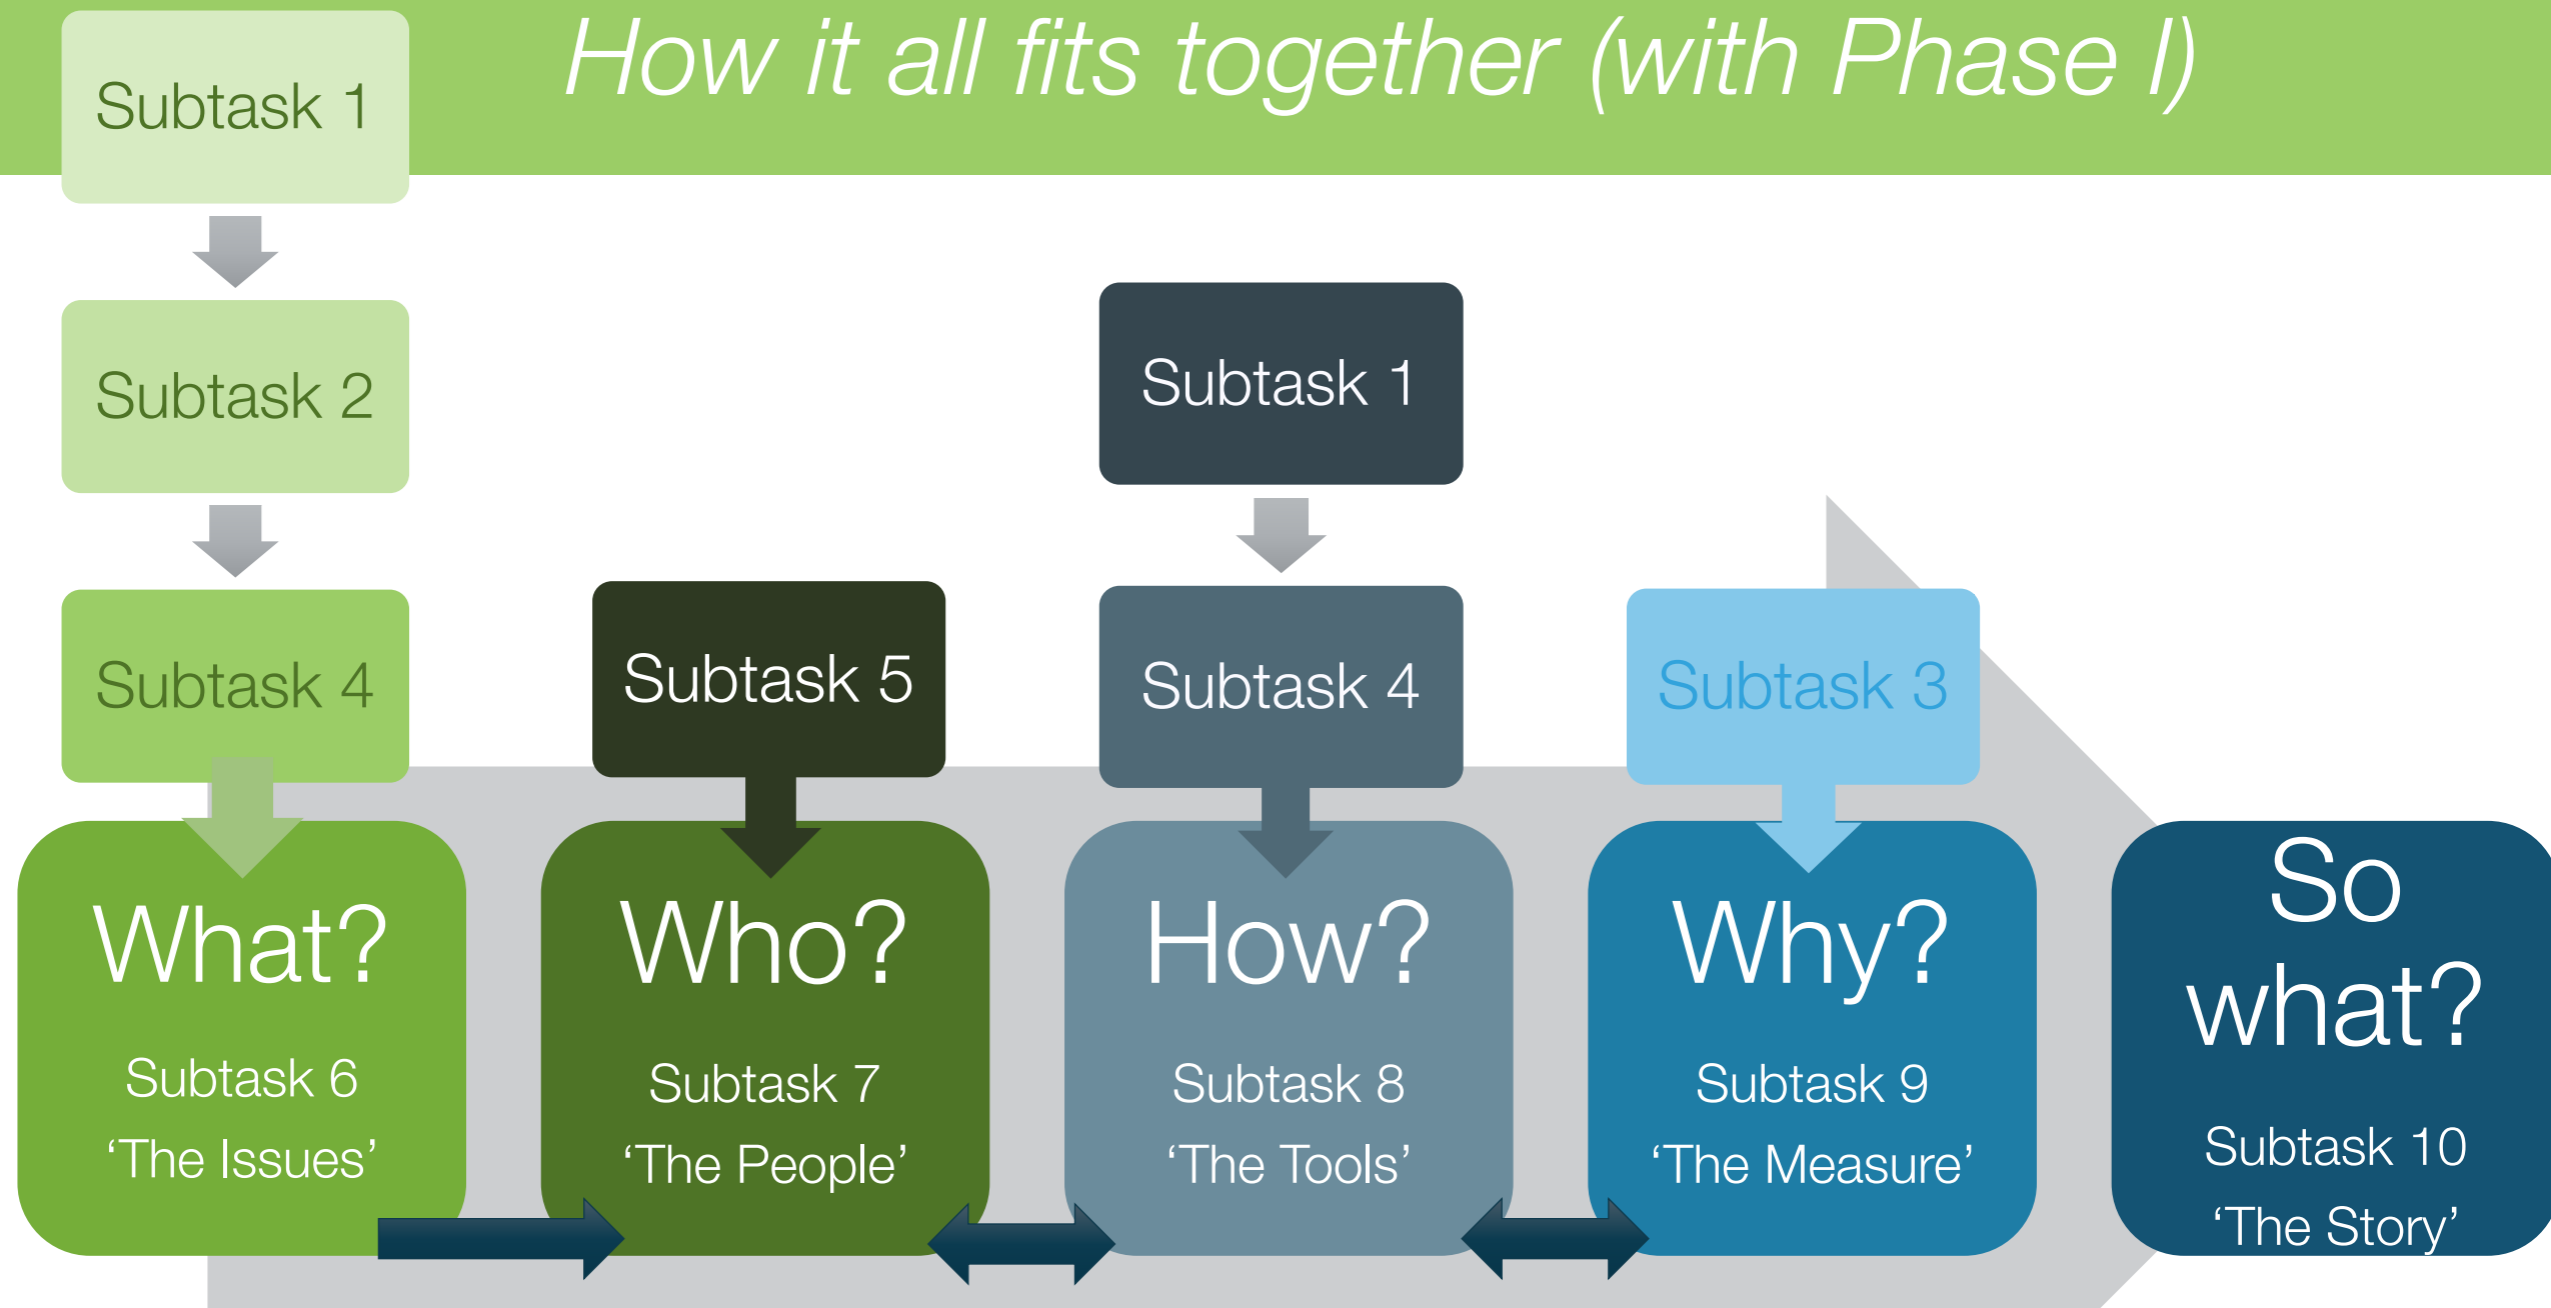 How it all fits together (with Phase I)
Subtask 1
Subtask 2
Subtask 4
Subtask 5
Subtask 1
Subtask 4
Subtask 3
What?
Subtask 6
‘The Issues’
Who?
Subtask 7
‘The People’
How?
Subtask 8
‘The Tools’
Why?
Subtask 9
‘The Measure’
So
what?
Subtask 10
‘The Story’